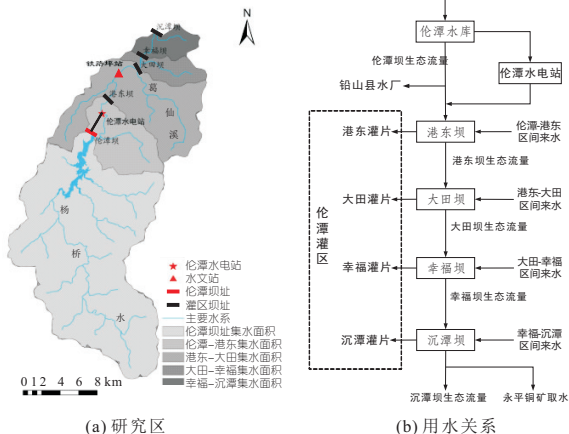 沉潭坝
幸福坝
大田坝
铁路坪站
葛
仙
溪
港东坝
伦潭水电站
伦潭坝
杨
桥
水
N
伦潭水电站
水文站
伦潭坝址
灌区坝址
主要水系
伦潭坝址集水面积
伦潭-港东集水面积
港东-大田集水面积
大田-幸福集水面积
幸福-沉潭集水面积
0 1 2 4 6 8 km
(a) 研究区
伦潭水库
伦潭坝生态流量
伦潭水电站
铅山县水厂
伦潭灌区
港东灌片
港东坝
伦潭-港东
区间来水
港东坝生态流量
大田灌片
大田坝
港东-大田
区间来水
大田坝生态流量
幸福灌片
幸福坝
大田-幸福
区间来水
幸福坝生态流量
沉潭灌片
沉潭坝
幸福-沉潭
区间来水
沉潭坝生态流量
永平铜矿取水
(b) 用水关系